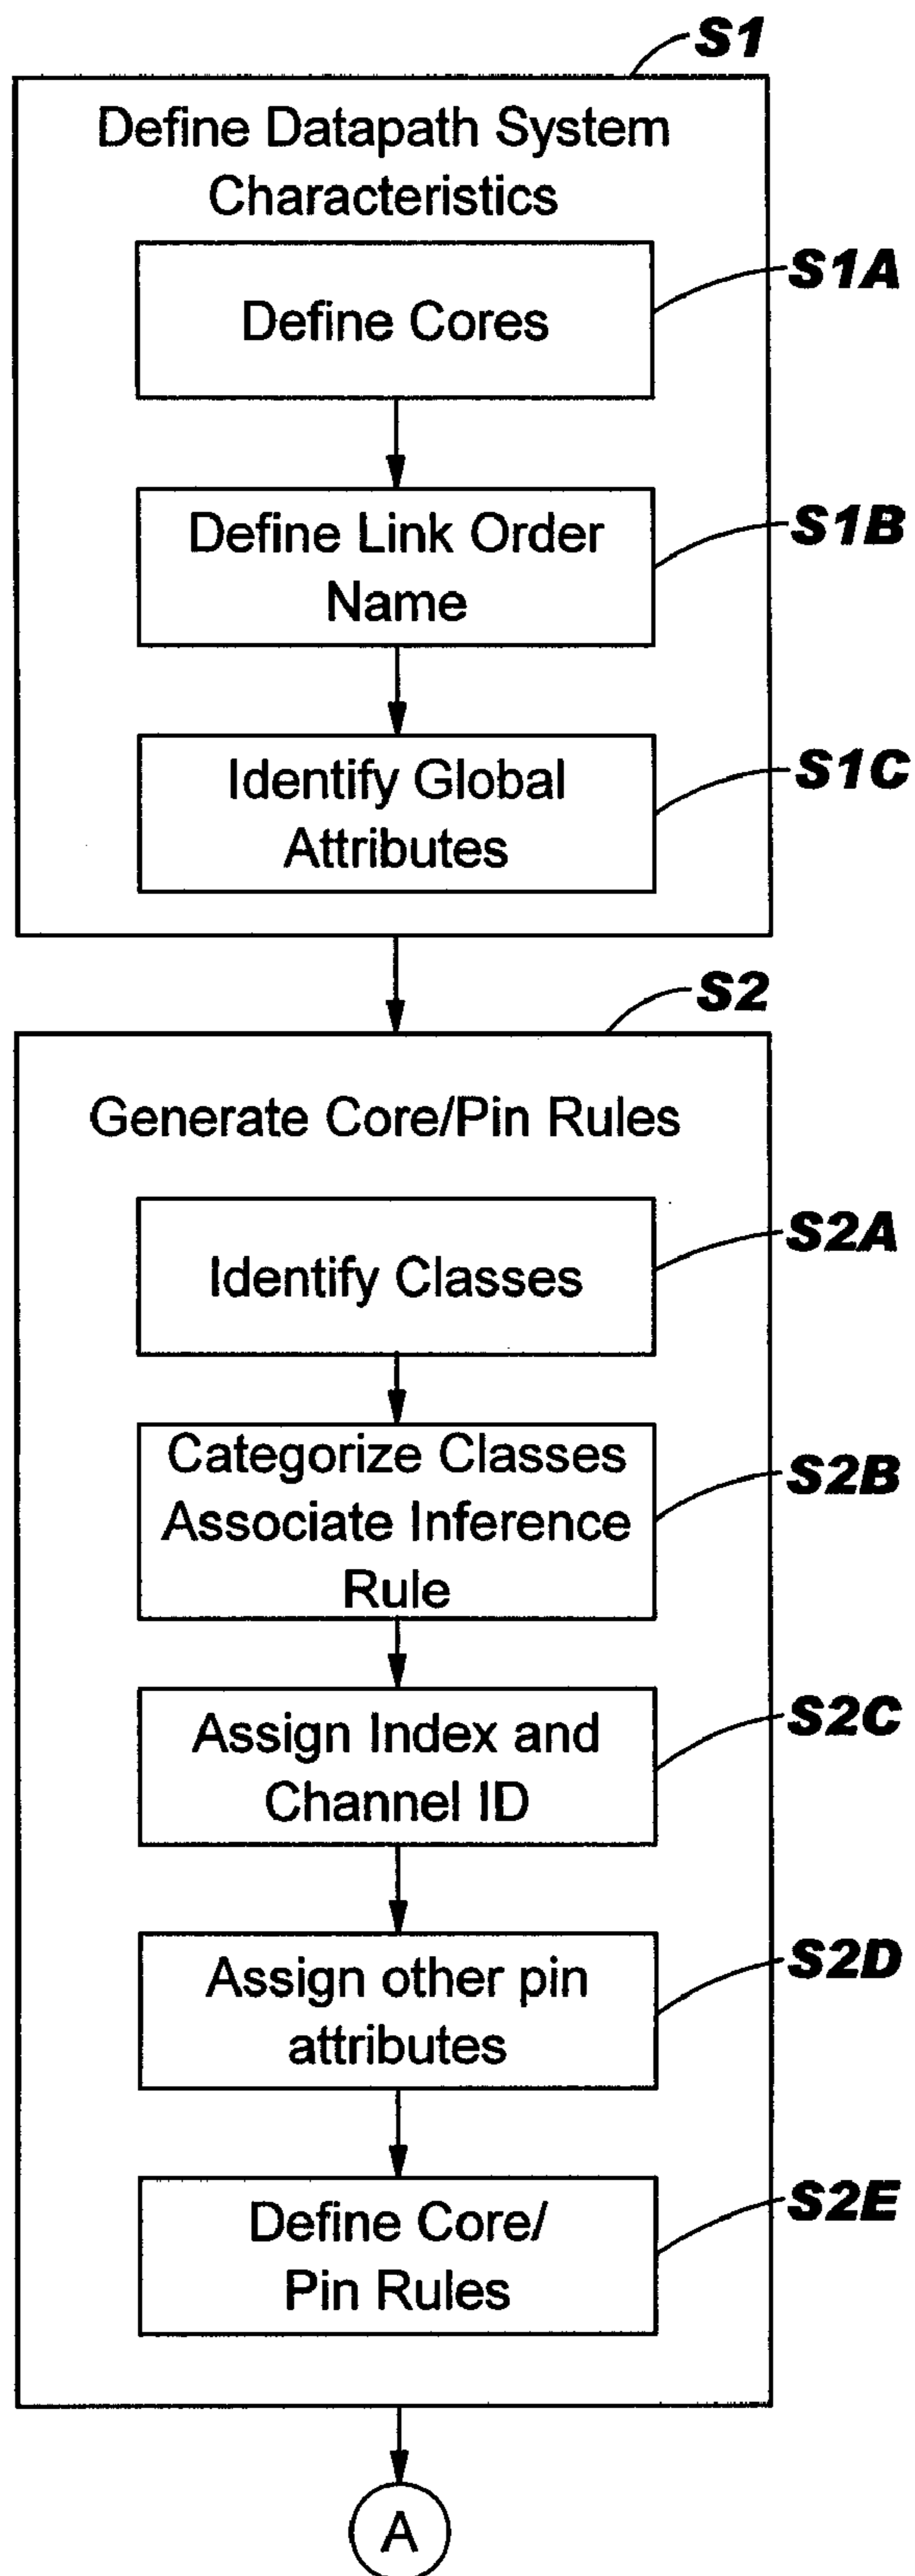 S1
Define Datapath System
Characteristics
S1A
Define Cores
S1B
Define Link Order
Name
S1C
Identify Global
Attributes
S2
Generate Core/Pin Rules
S2A
Identify Classes
S2B
Categorize Classes
Associate Inference
Rule
S2C
Assign Index and
Channel ID
S2D
Assign other pin
attributes
S2E
Define Core/
Pin Rules
A